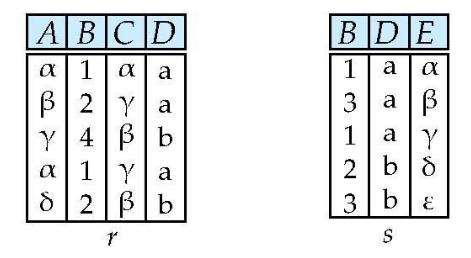 A B C D B D E
α 1 α a 1 a α
β 2 γ a 3 a β
γ 4 β b 1 a γ
α 1 γ a 2 b δ
δ 2 β b 3 b ε
r s